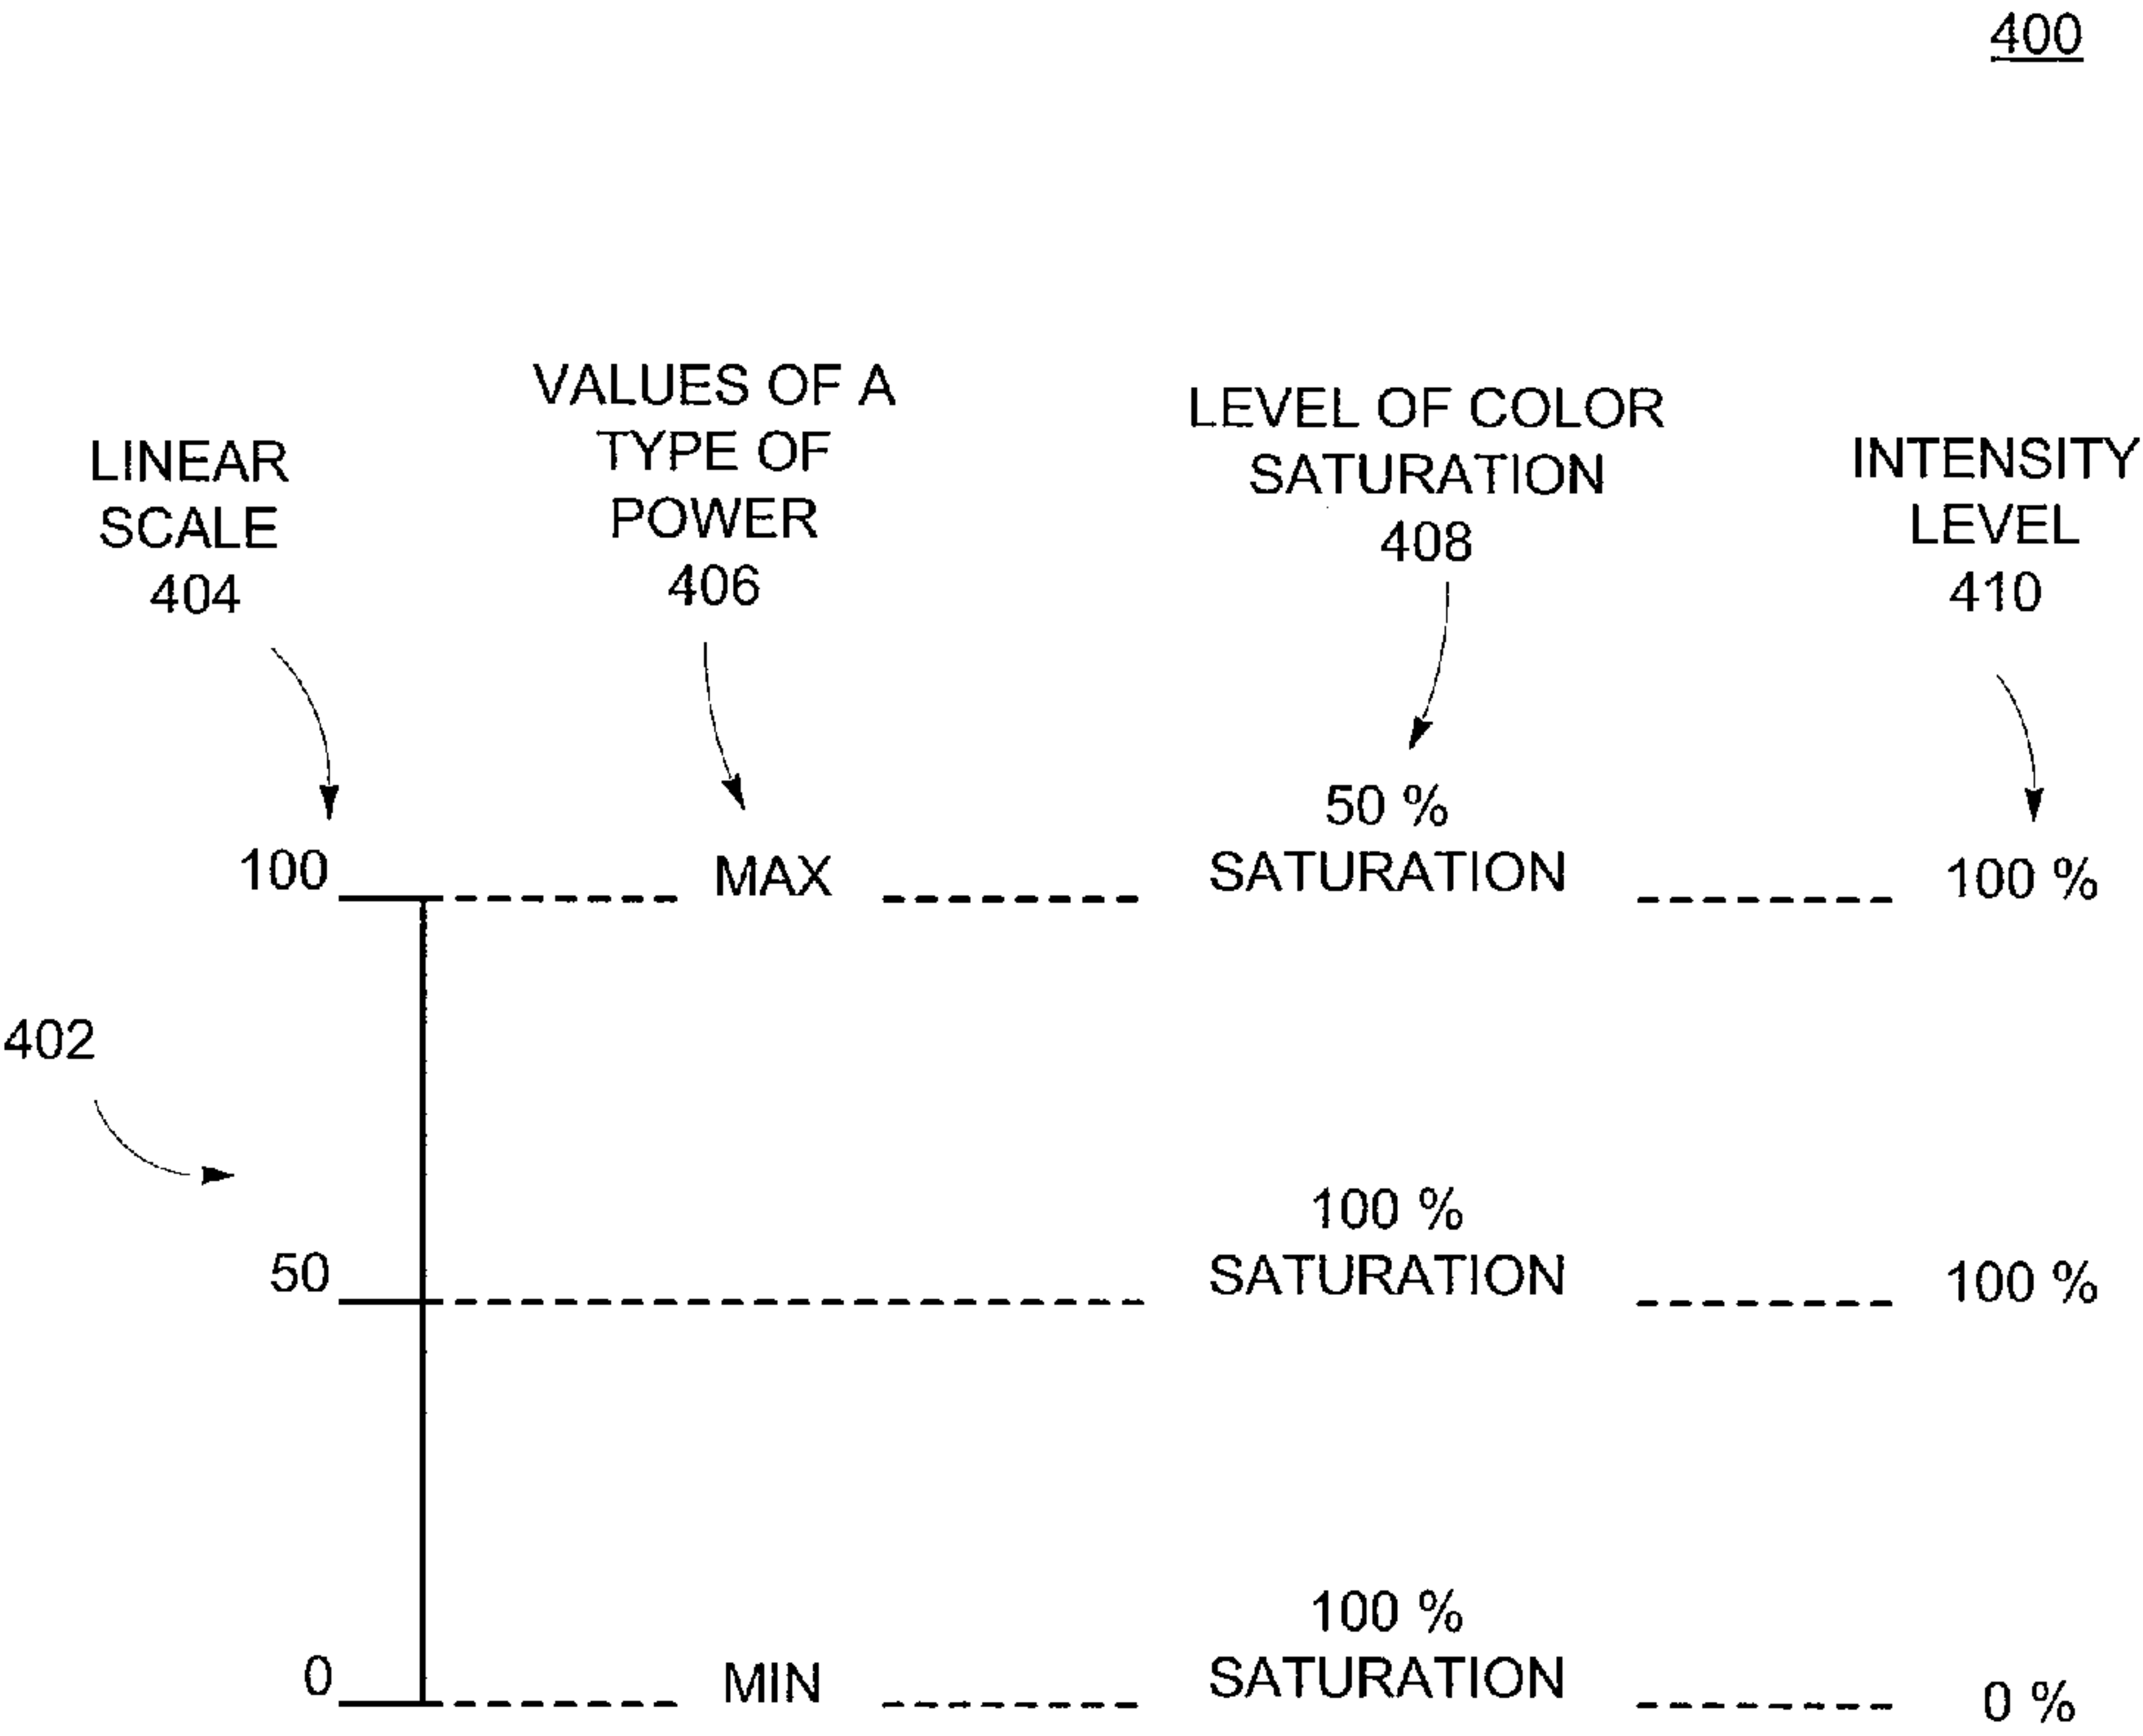 400
LINEAR
SCALE
404
VALUES OF A
TYPE OF
POWER
406
LEVEL OF COLOR
SATURATION
408
INTENSITY
LEVEL
410
100
MAX
50 %
SATURATION
100 %
402
50
100 %
SATURATION
100 %
0
MIN
100 %
SATURATION
0 %